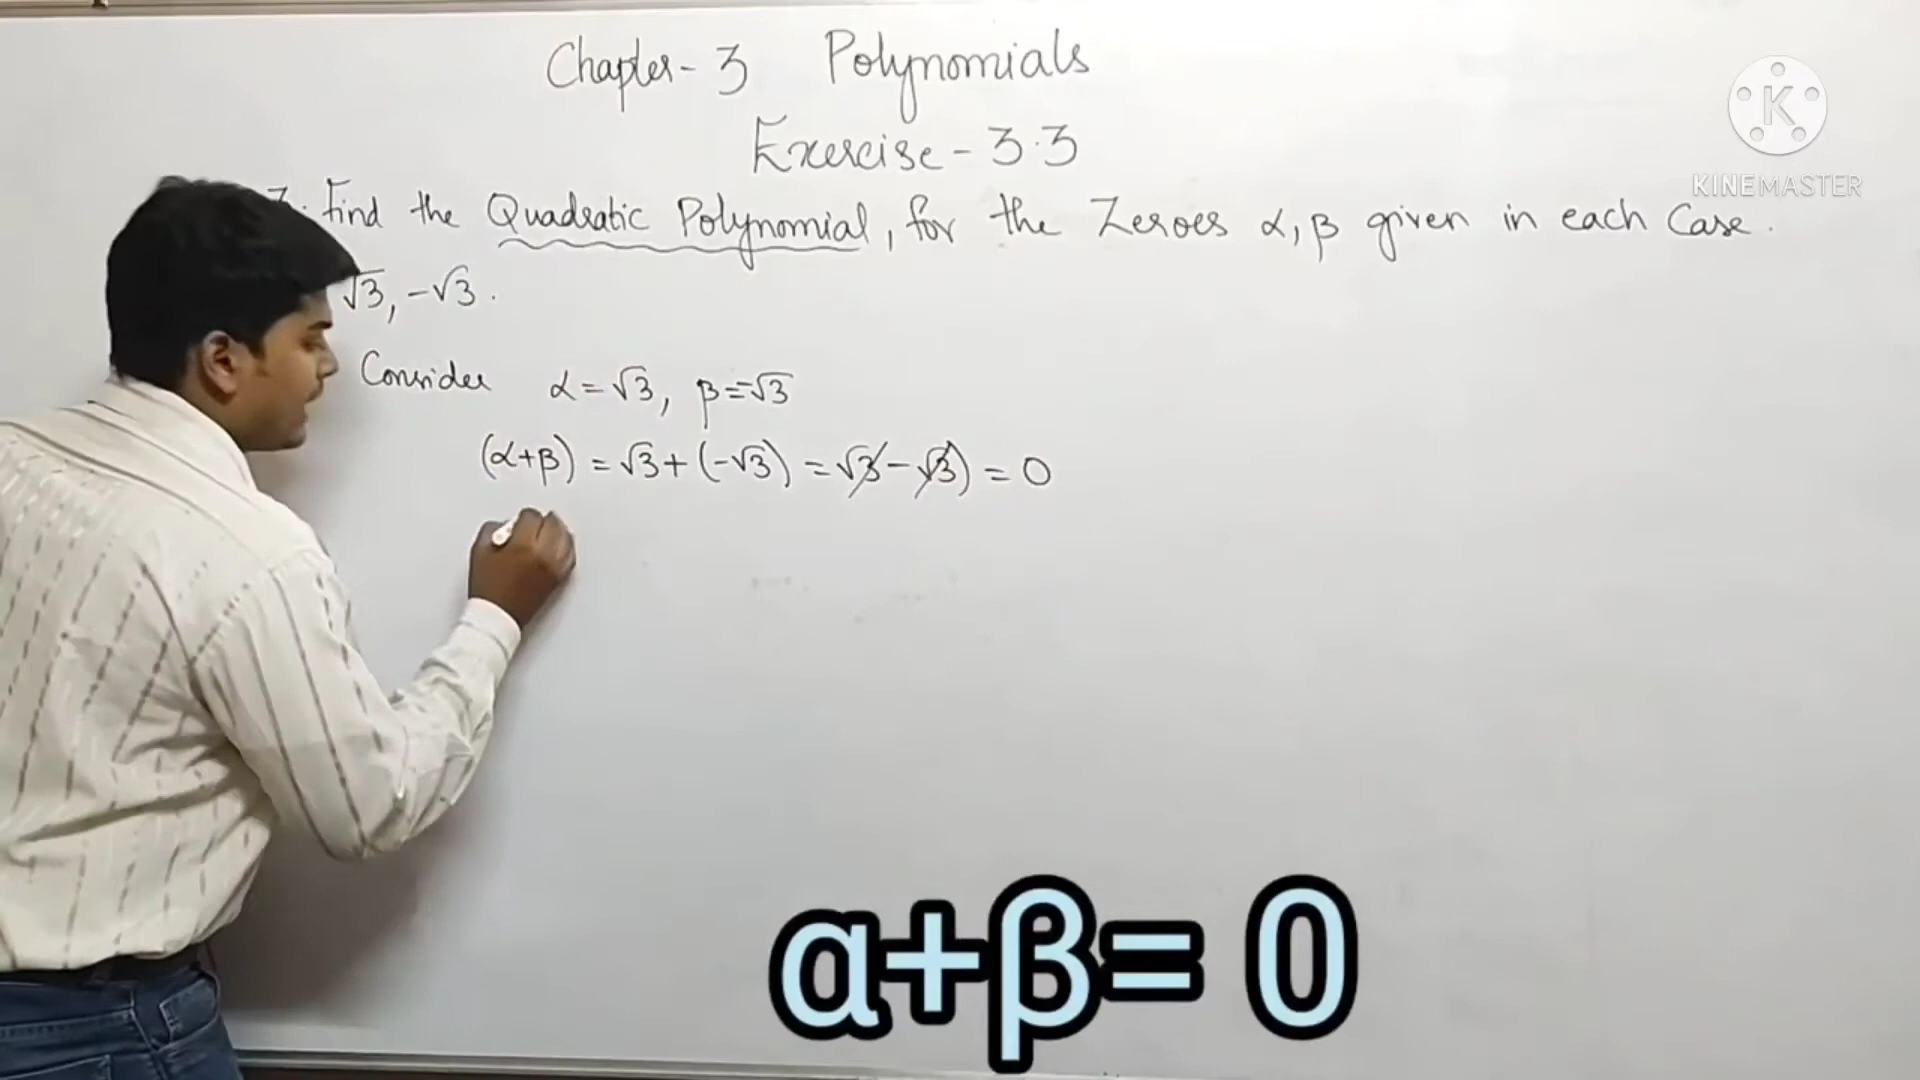 Chapter - 3 Polynomials
Exercise - 3.3
3. Find the Quadratic Polynomial, for the Zeroes α, β given in each Case.
√3, -√3.
Consider α = √3, β = -√3
(α+β) = √3 + (-√3) = √3 - √3) = 0
K
KINEMASTER
α+β= 0